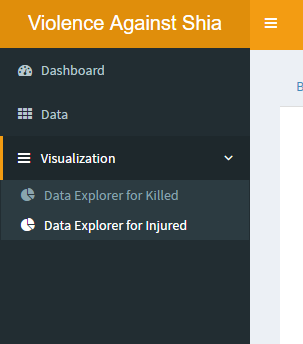 Violence Against Shia
Dashboard
Data
Visualization
Data Explorer for Killed
Data Explorer for Injured
B